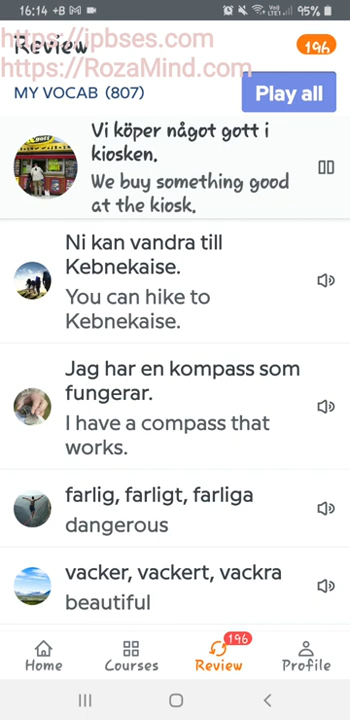 16:14 +B M
95%
https://jpbses.com
Review
196
https://RozaMind.com
MY VOCAB (807)
Play all
Vi köper något gott i
kiosken.
We buy something good
at the kiosk.
Ni kan vandra till
Kebnekaise.
You can hike to
Kebnekaise.
Jag har en kompass som
fungerar.
I have a compass that
works.
farlig, farligt, farliga
dangerous
vacker, vackert, vackra
beautiful
196
Home Courses Review Profile